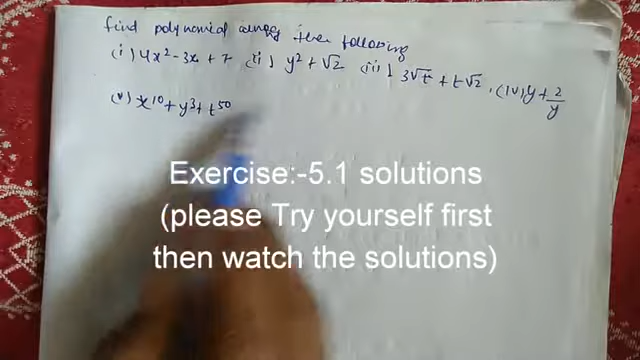 find polynomial among then following
(i) 4x² - 3x + 7 (ii) y² + √2 (iii) 3√t + t√2, (iv) y + 2/y
(v) x¹⁰ + y³ + t⁵⁰
Exercise:-5.1 solutions
(please Try yourself first
then watch the solutions)